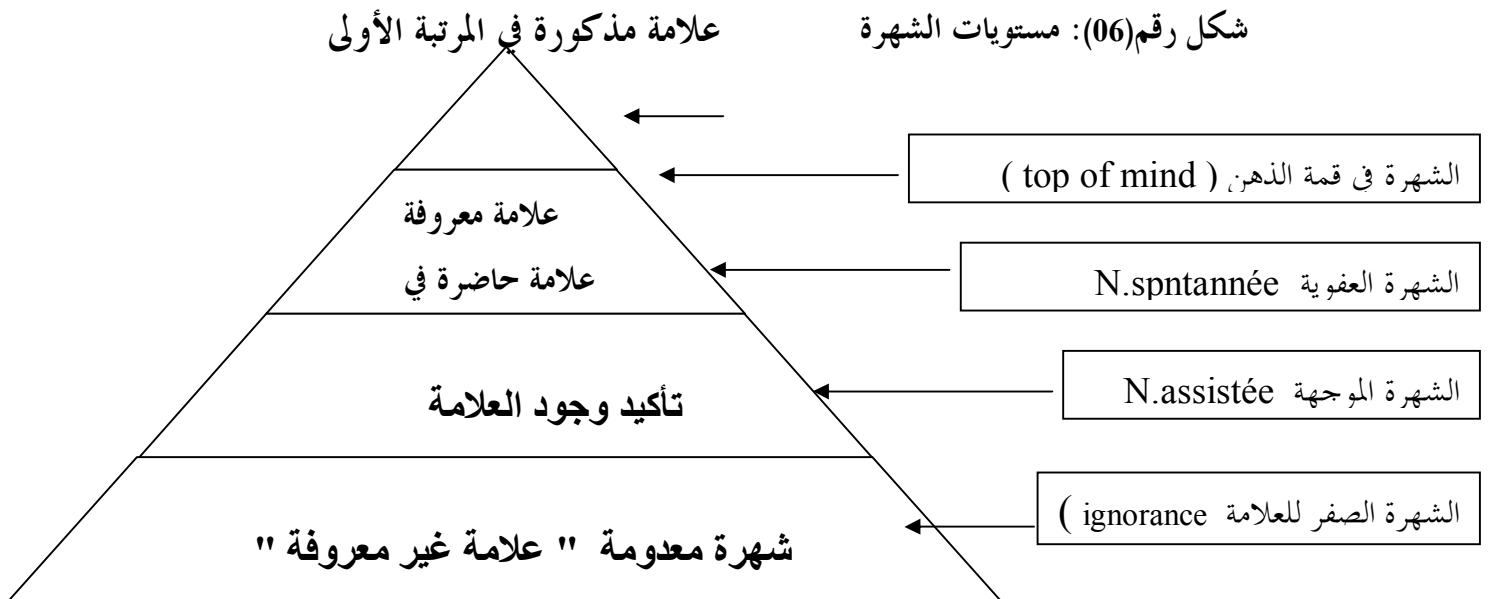 شكل رقم(06): مستويات الشهرة
علامة مذكورة في المرتبة الأولى
الشهرة في قمة الذهن ( top of mind )
علامة معروفة
علامة حاضرة في
الشهرة العفوية N.spntannée
تأكيد وجود العلامة
الشهرة الموجهة N.assistée
الشهرة الصفر للعلامة ignorance )
شهرة معدومة " علامة غير معروفة "